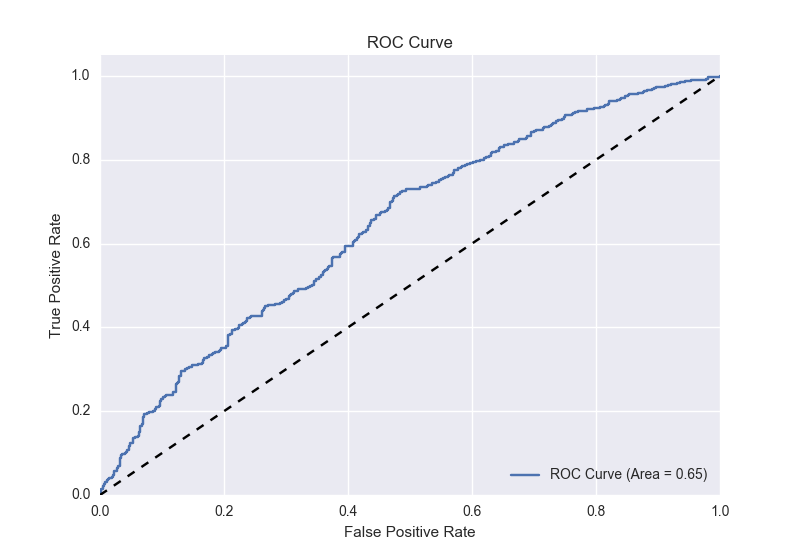 ROC Curve
True Positive Rate
1.0
0.8
0.6
0.4
0.2
0.0
ROC Curve (Area = 0.65)
0.0 0.2 0.4 0.6 0.8 1.0
False Positive Rate